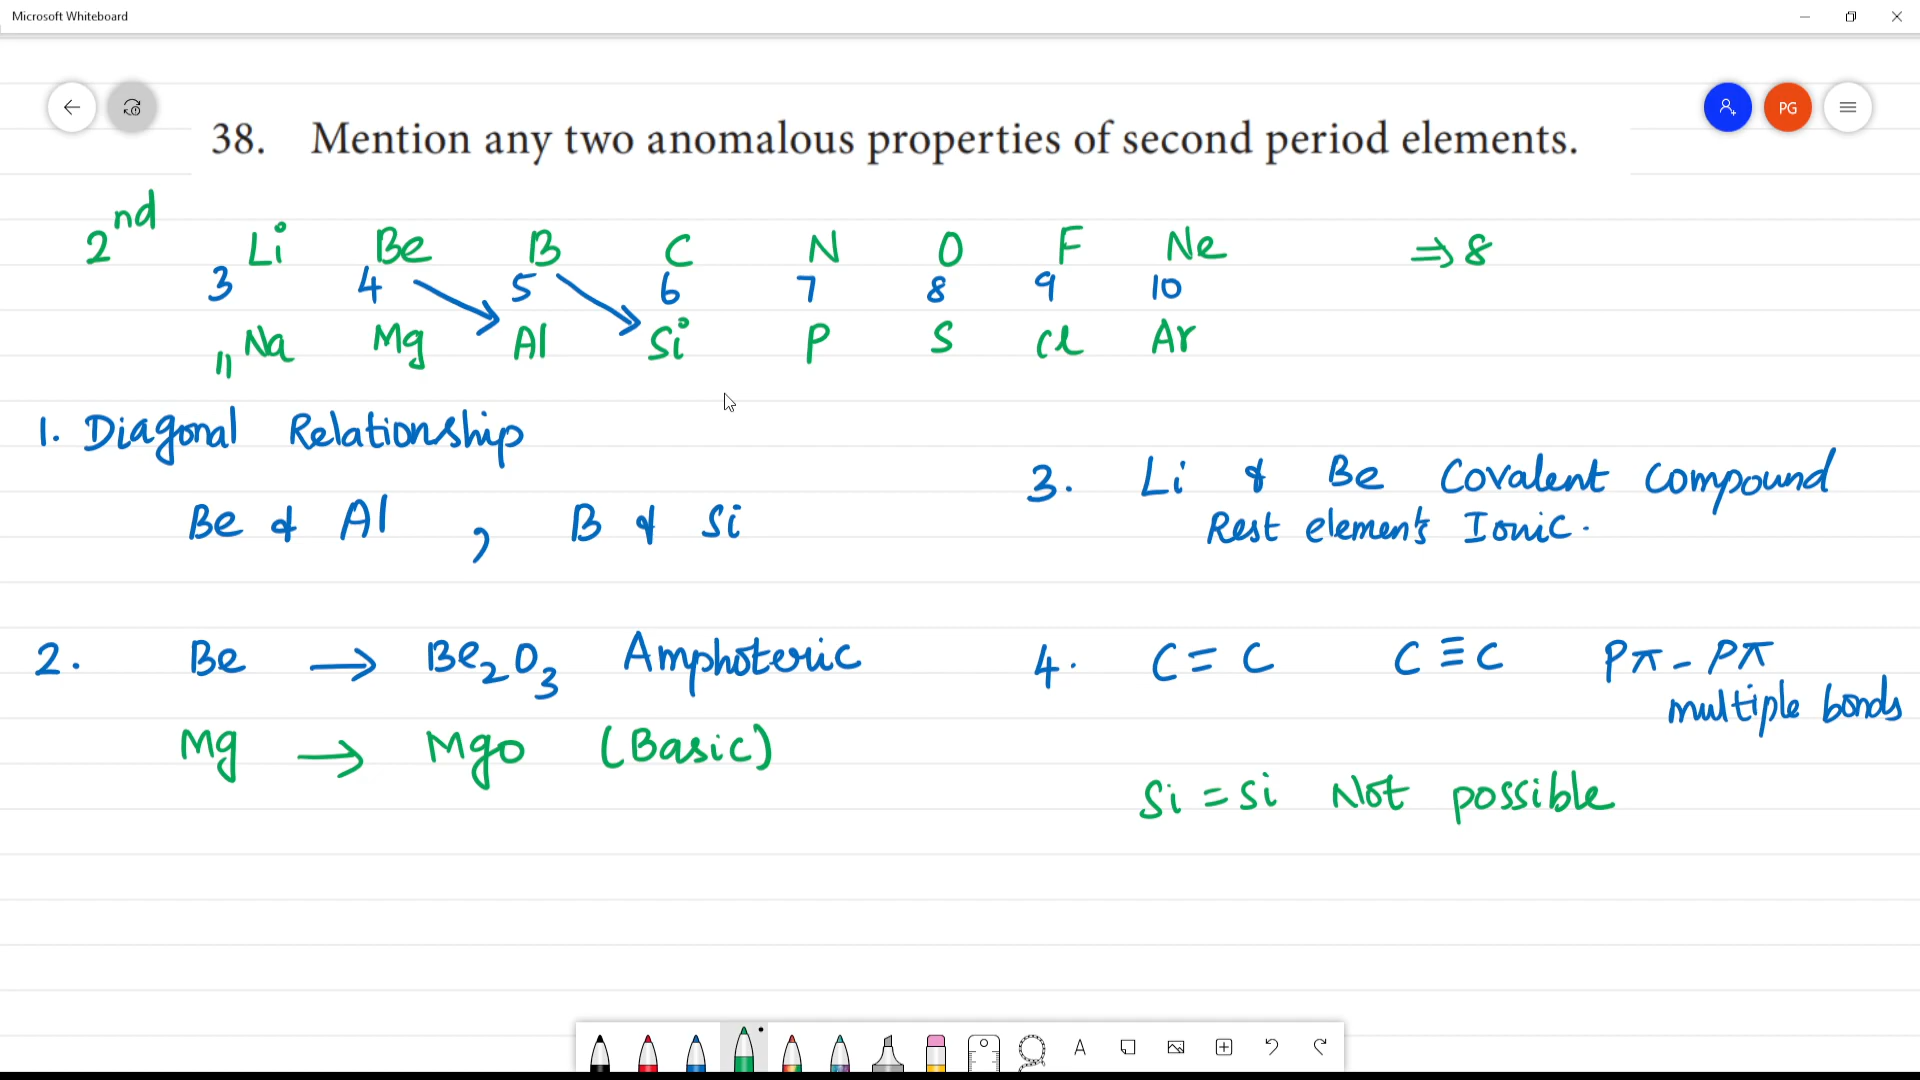 Microsoft Whiteboard
PG
38. Mention any two anomalous properties of second period elements.
2nd Li Be B C N O F Ne ⇒ 8
3 4 5 6 7 8 9 10
11 Na Mg Al Si P S Cl Ar
1. Diagonal Relationship
Be & Al , B & Si
2. Be → Be2O3 Amphoteric
Mg → MgO (Basic)
3. Li & Be Covalent Compound
Rest elements Ionic.
4. C = C C ≡ C Pπ - Pπ
multiple bonds
Si = Si Not possible
A